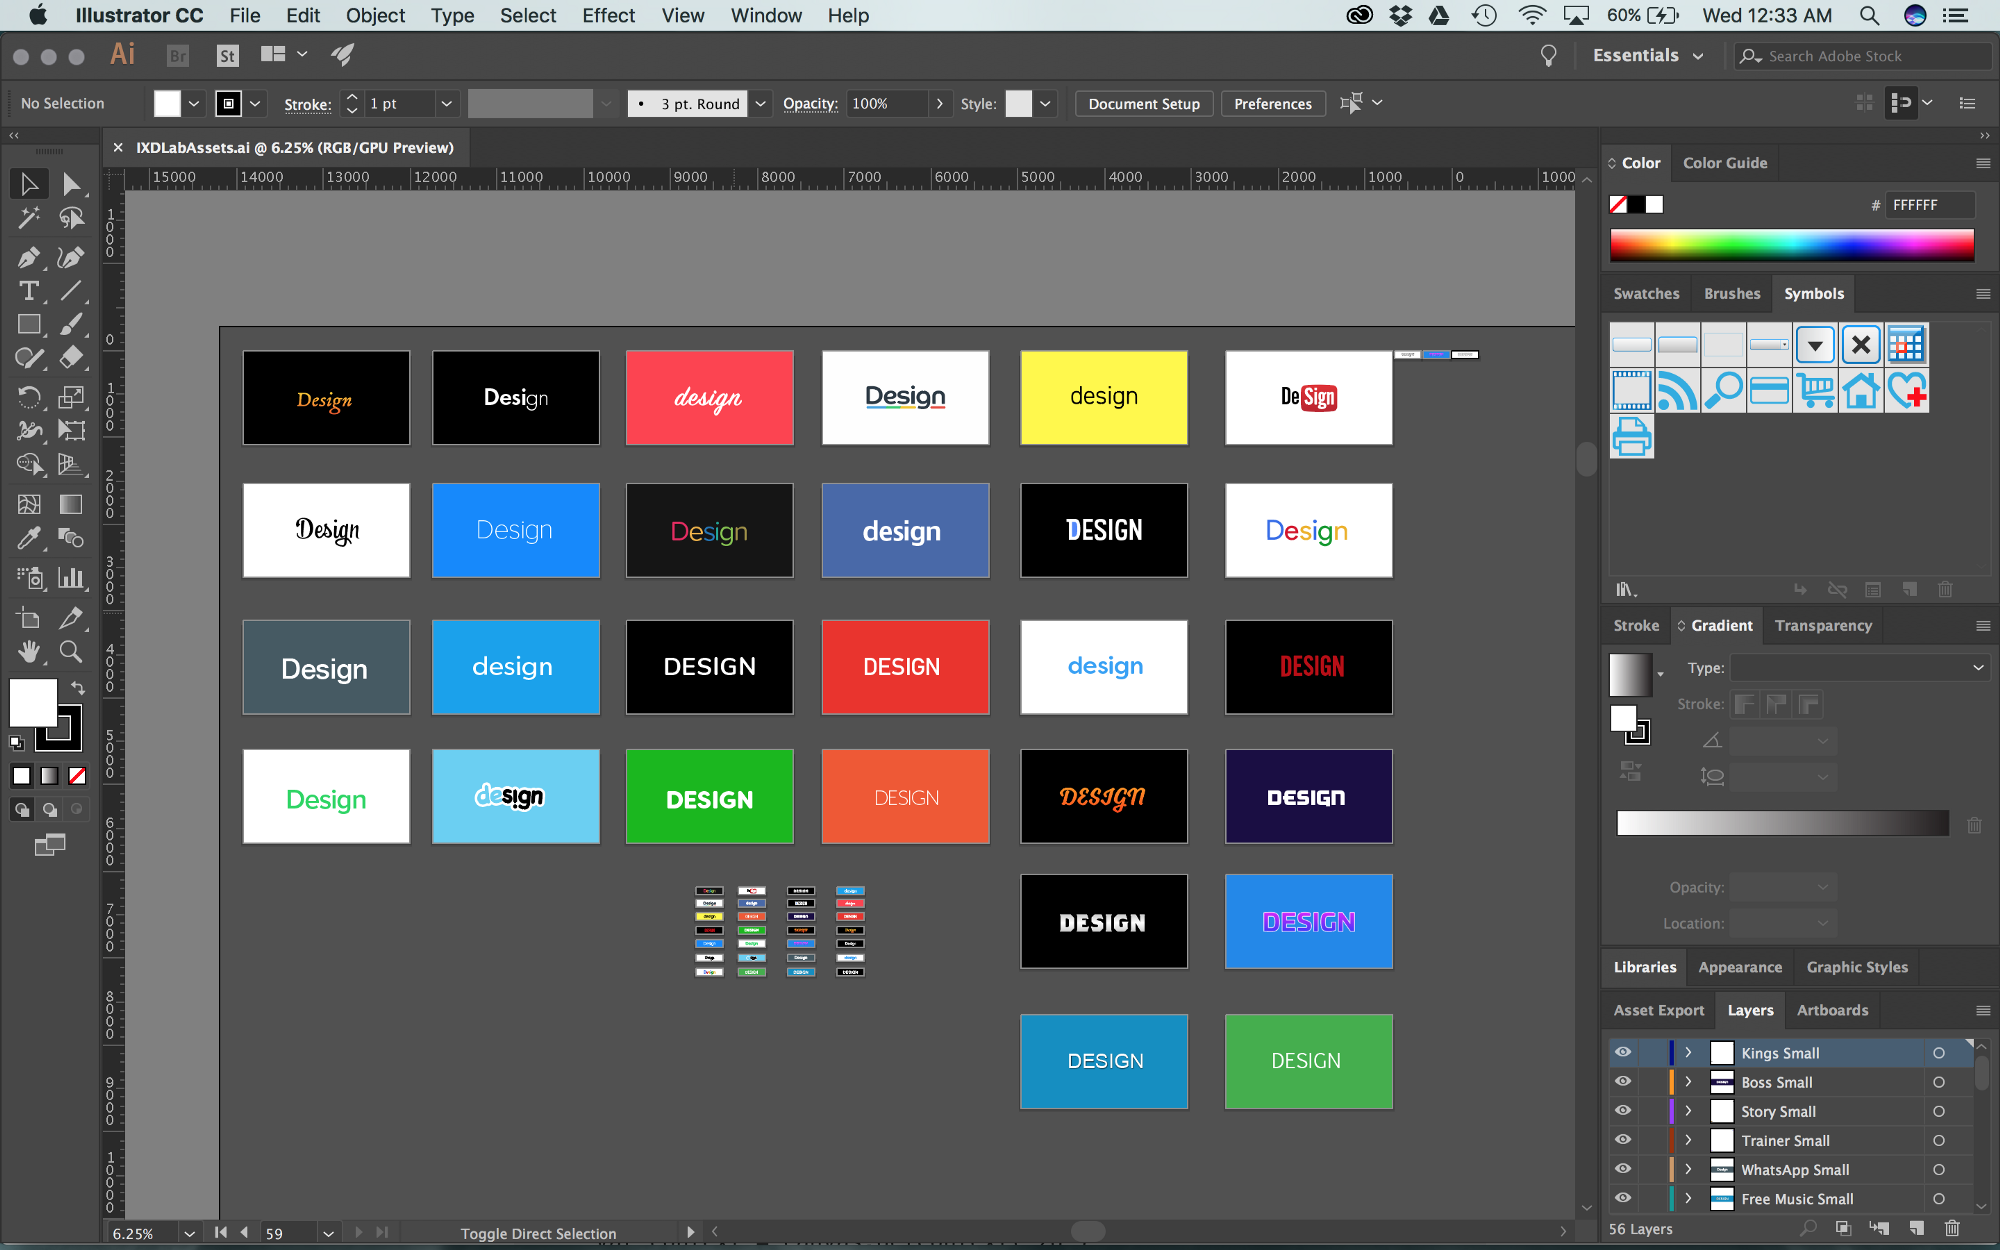 Illustrator CC File Edit Object Type Select Effect View Window Help 60% Wed 12:33 AM
Ai Br St Essentials Search Adobe Stock
No Selection Stroke: 1 pt 3 pt. Round Opacity: 100% Style: Document Setup Preferences
× IXDLabAssets.ai @ 6.25% (RGB/GPU Preview)
15000 14000 13000 12000 11000 10000 9000 8000 7000 6000 5000 4000 3000 2000 1000 0 1000
Color Color Guide
# FFFFFF
Swatches Brushes Symbols
Design Design design Design design DeSign
Design Design Design design DESIGN Design
Design design DESIGN DESIGN design DESIGN
Design design DESIGN DESIGN DESIGN DESIGN
DESIGN DESIGN
DESIGN DESIGN
Stroke Gradient Transparency
Type:
Stroke:
Opacity:
Location:
Libraries Appearance Graphic Styles
Asset Export Layers Artboards
Kings Small
Boss Small
Story Small
Trainer Small
WhatsApp Small
Free Music Small
56 Layers
6.25% 59 Toggle Direct Selection